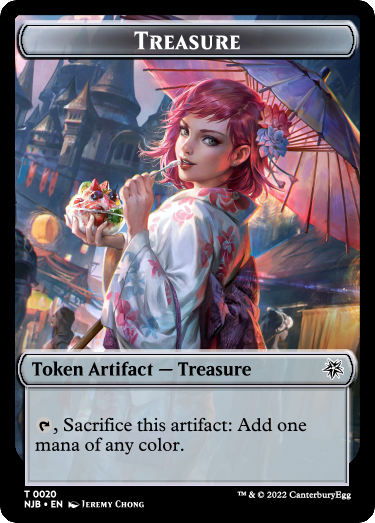 TREASURE
Token Artifact — Treasure
, Sacrifice this artifact: Add one
mana of any color.
T 0020
NJB • EN JEREMY CHONG
™ & © 2022 CanterburyEgg